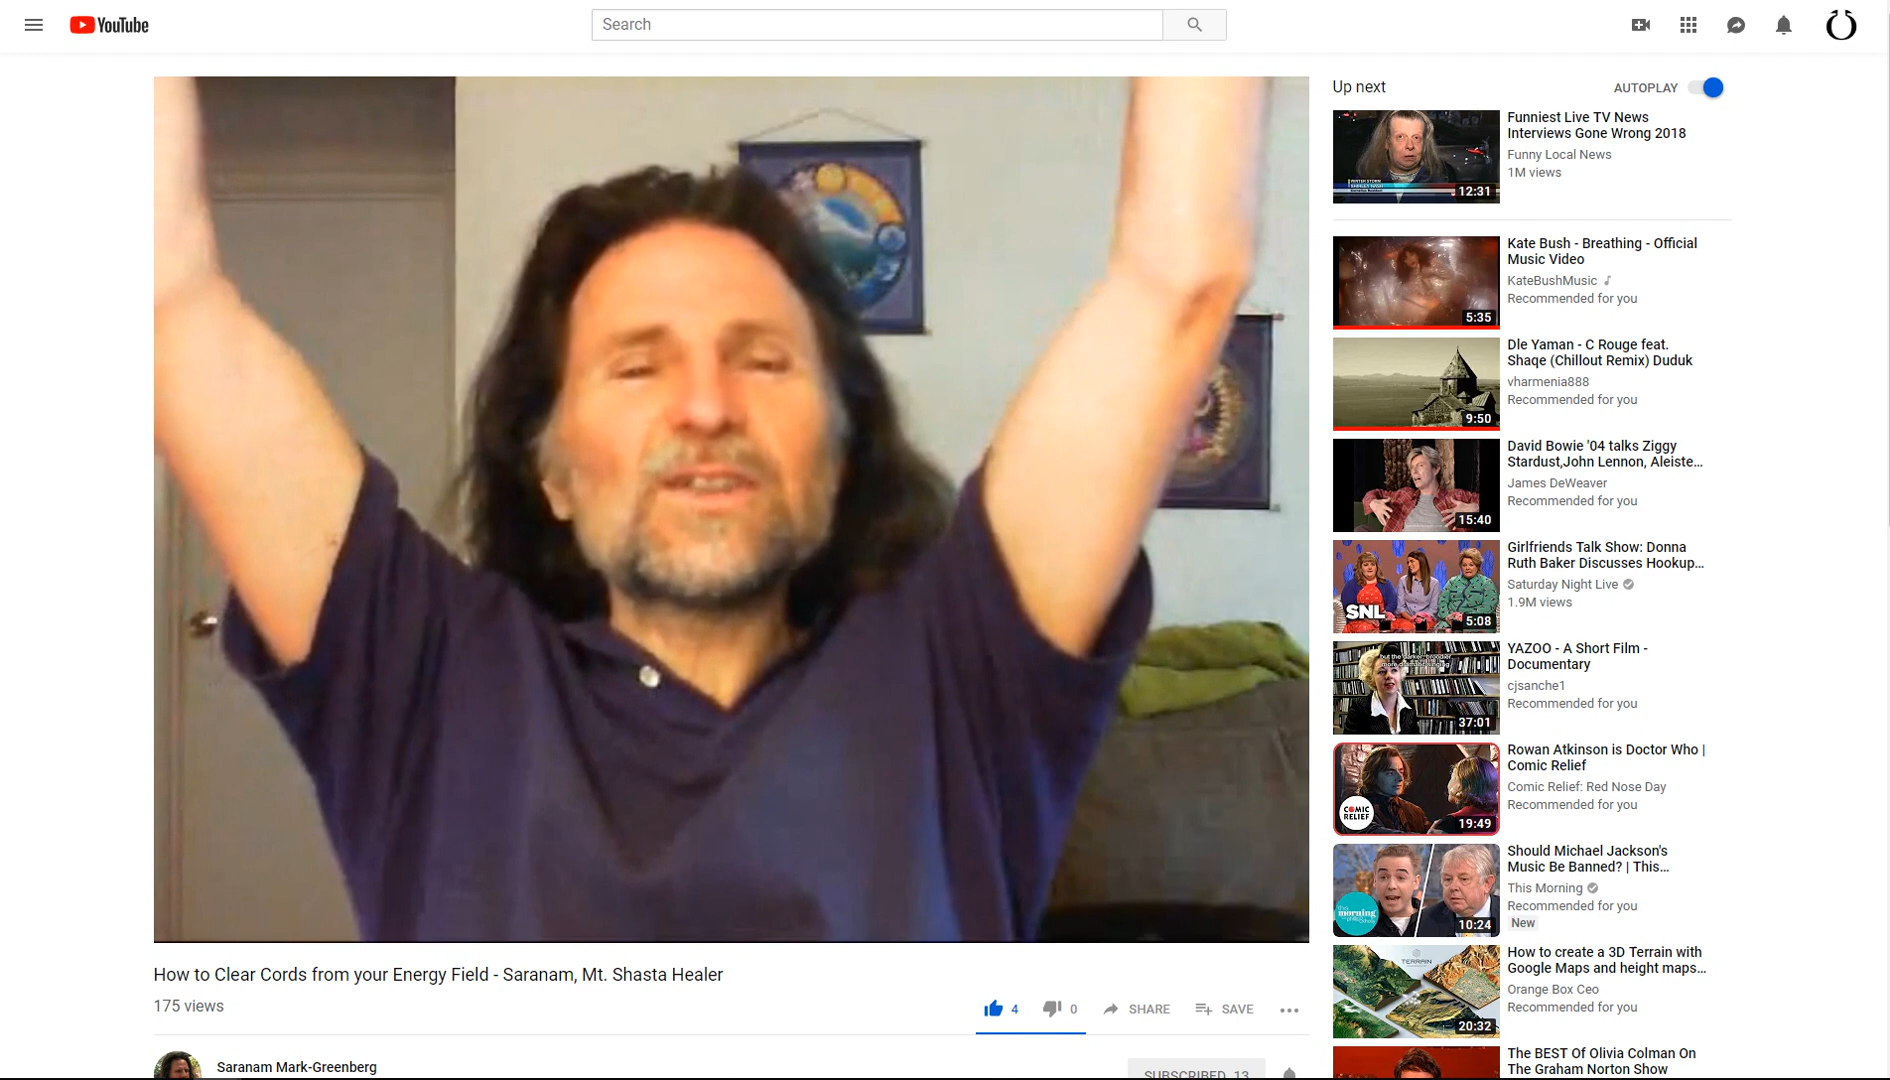 YouTube
Search
Up next
AUTOPLAY
Funniest Live TV News
Interviews Gone Wrong 2018
Funny Local News
1M views
WINTER STORM
12:31
Kate Bush - Breathing - Official
Music Video
KateBushMusic
Recommended for you
5:35
Dle Yaman - C Rouge feat.
Shaqe (Chillout Remix) Duduk
vharmenia888
Recommended for you
9:50
David Bowie '04 talks Ziggy
Stardust,John Lennon, Aleiste...
James DeWeaver
Recommended for you
15:40
Girlfriends Talk Show: Donna
Ruth Baker Discusses Hookup...
Saturday Night Live
1.9M views
SNL
5:08
YAZOO - A Short Film -
Documentary
cjsanche1
Recommended for you
37:01
Rowan Atkinson is Doctor Who |
Comic Relief
Comic Relief: Red Nose Day
Recommended for you
COMIC
RELIEF
19:49
Should Michael Jackson's
Music Be Banned? | This...
This Morning
Recommended for you
New
this
morning
10:24
How to create a 3D Terrain with
Google Maps and height maps...
Orange Box Ceo
Recommended for you
TERRAIN
20:32
The BEST Of Olivia Colman On
The Graham Norton Show
How to Clear Cords from your Energy Field - Saranam, Mt. Shasta Healer
175 views
4
0
SHARE
SAVE
Saranam Mark-Greenberg
SUBSCRIBED 13